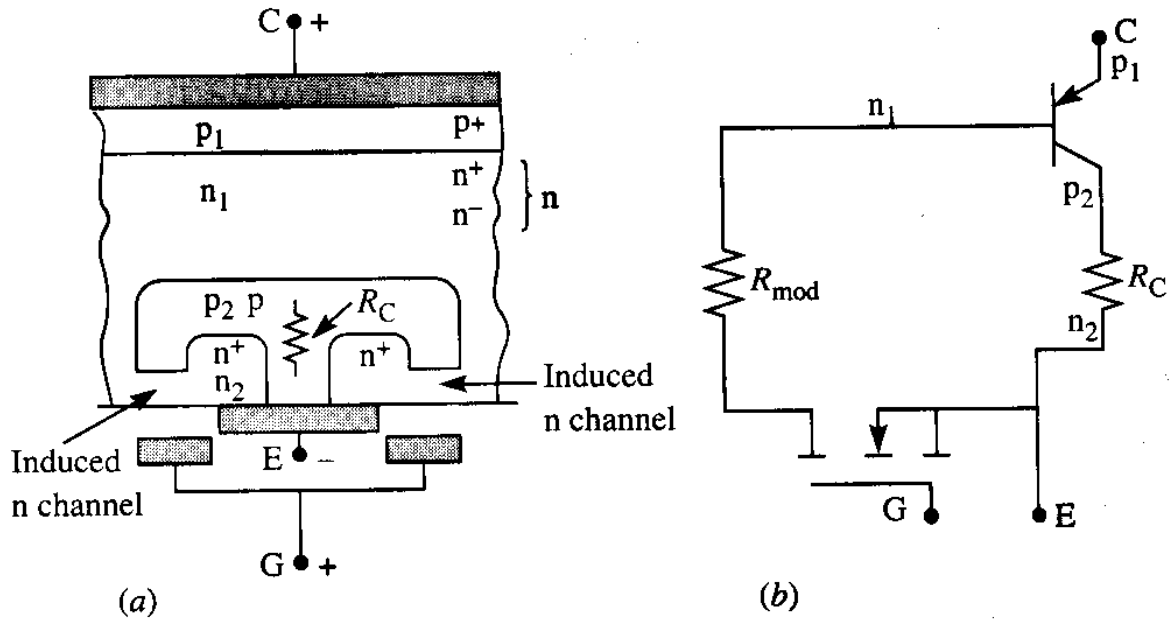 C +
p1 p+
n1 n+
n− } n
p2 p RC
n+ n+
n2
Induced
n channel
Induced
n channel
E −
G +
(a)
C
p1
n1
p2
Rmod
RC
n2
G
E
(b)